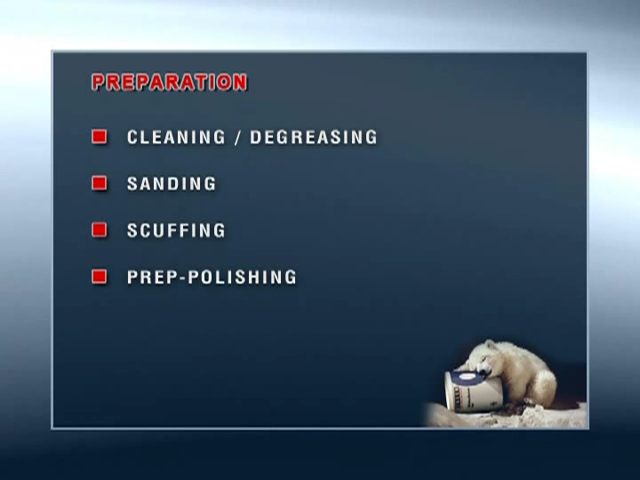 PREPARATION
CLEANING / DEGREASING
SANDING
SCUFFING
PREP-POLISHING